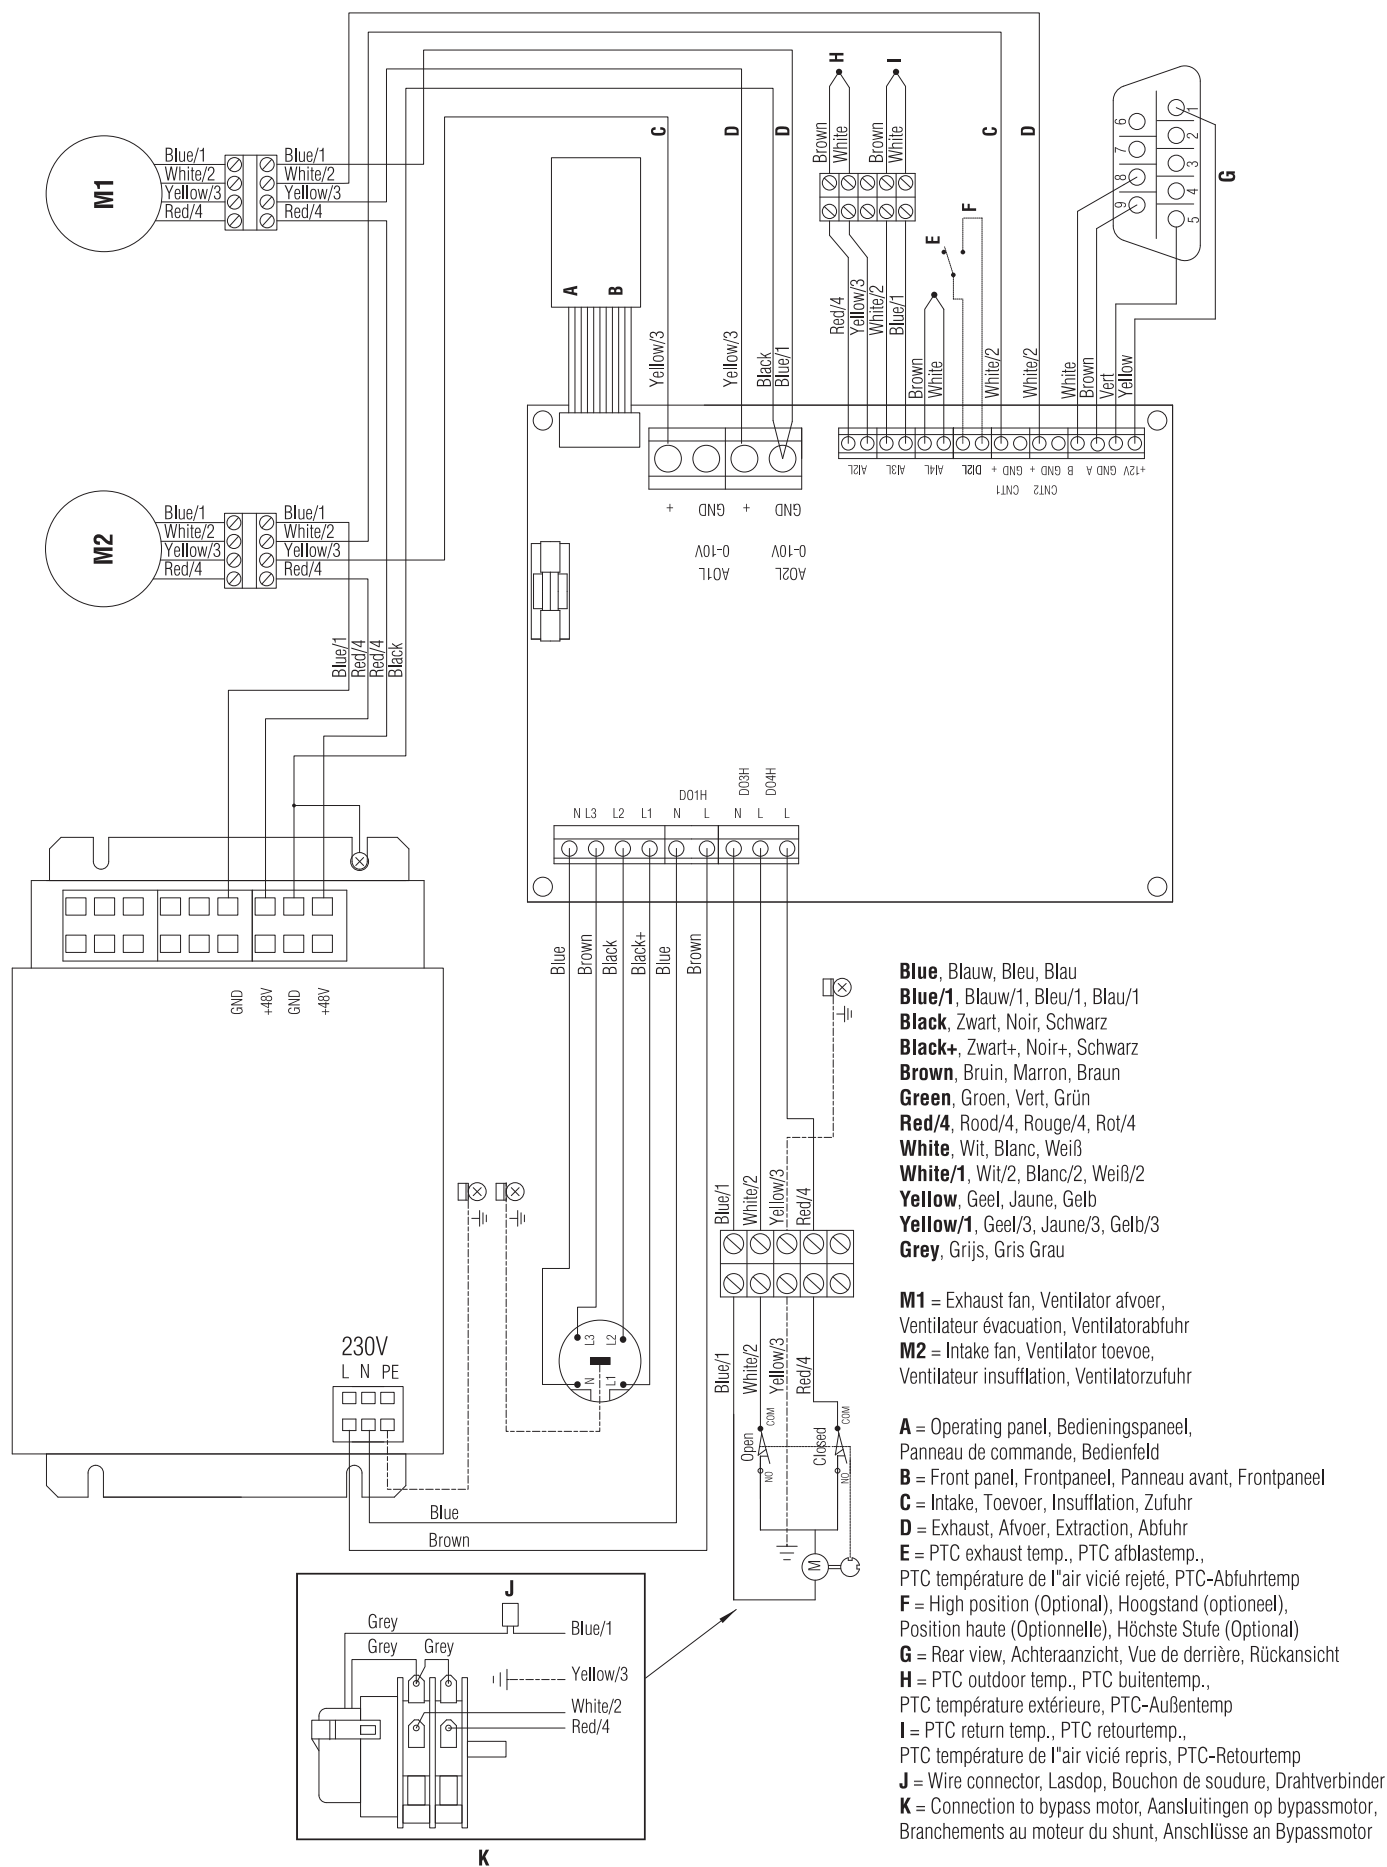 H
I
C
D
D
Brown
White
Brown
White
C
D
6
7
8
9
1
2
3
4
5
G
M1
Blue/1
White/2
Yellow/3
Red/4
Blue/1
White/2
Yellow/3
Red/4
F
E
A
B
Yellow/3
Yellow/3
Black
Blue/1
Red/4
Yellow/3
White/2
Blue/1
Brown
White
White/2
White/2
White
Brown
Vert
Yellow
AI2L
AI3L
AI4L
DI2L
+ GND
CNT1
+ GND
CNT2
B
A
GND
+12V
+
GND
+
GND
0-10V
AO1L
0-10V
AO2L
M2
Blue/1
White/2
Yellow/3
Red/4
Blue/1
White/2
Yellow/3
Red/4
Blue/1
Red/4
Red/4
Black
DO1H
DO3H
DO4H
N L3 L2 L1 N L N L L
Blue
Brown
Black
Black+
Blue
Brown
GND
+48V
GND
+48V
Blue/1
White/2
Yellow/3
Red/4
L3
L2
N
L1
230V
L N PE
Blue/1
White/2
Yellow/3
Red/4
Open
COM
NO
Closed
COM
NO
M
Blue
Brown
J
Grey
Grey
Grey
Blue/1
Yellow/3
White/2
Red/4
K
Blue, Blauw, Bleu, Blau
Blue/1, Blauw/1, Bleu/1, Blau/1
Black, Zwart, Noir, Schwarz
Black+, Zwart+, Noir+, Schwarz
Brown, Bruin, Marron, Braun
Green, Groen, Vert, Grün
Red/4, Rood/4, Rouge/4, Rot/4
White, Wit, Blanc, Weiß
White/1, Wit/2, Blanc/2, Weiß/2
Yellow, Geel, Jaune, Gelb
Yellow/1, Geel/3, Jaune/3, Gelb/3
Grey, Grijs, Gris Grau
M1 = Exhaust fan, Ventilator afvoer,
Ventilateur évacuation, Ventilatorabfuhr
M2 = Intake fan, Ventilator toevoe,
Ventilateur insufflation, Ventilatorzufuhr
A = Operating panel, Bedieningspaneel,
Panneau de commande, Bedienfeld
B = Front panel, Frontpaneel, Panneau avant, Frontpaneel
C = Intake, Toevoer, Insufflation, Zufuhr
D = Exhaust, Afvoer, Extraction, Abfuhr
E = PTC exhaust temp., PTC afblastemp.,
PTC température de l"air vicié rejeté, PTC-Abfuhrtemp
F = High position (Optional), Hoogstand (optioneel),
Position haute (Optionnelle), Höchste Stufe (Optional)
G = Rear view, Achteraanzicht, Vue de derrière, Rückansicht
H = PTC outdoor temp., PTC buitentemp.,
PTC température extérieure, PTC-Außentemp
I = PTC return temp., PTC retourtemp.,
PTC température de l"air vicié repris, PTC-Retourtemp
J = Wire connector, Lasdop, Bouchon de soudure, Drahtverbinder
K = Connection to bypass motor, Aansluitingen op bypassmotor,
Branchements au moteur du shunt, Anschlüsse an Bypassmotor